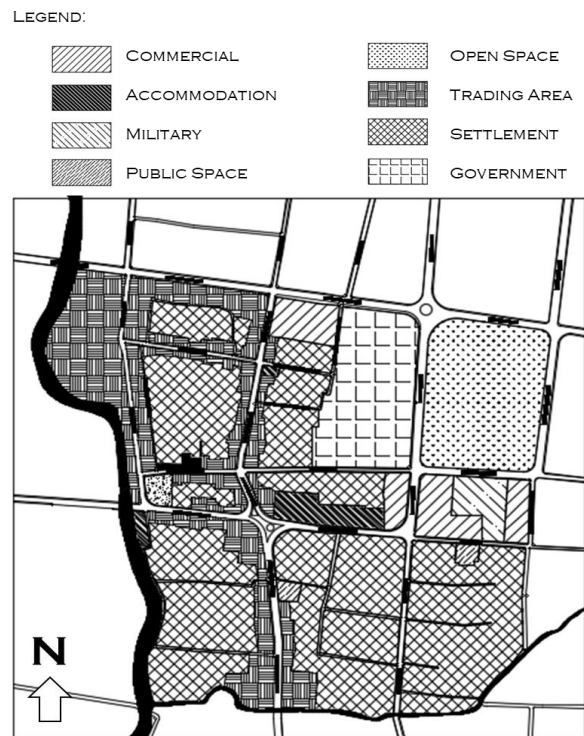 LEGEND:
COMMERCIAL
ACCOMMODATION
MILITARY
PUBLIC SPACE
OPEN SPACE
TRADING AREA
SETTLEMENT
GOVERNMENT
N